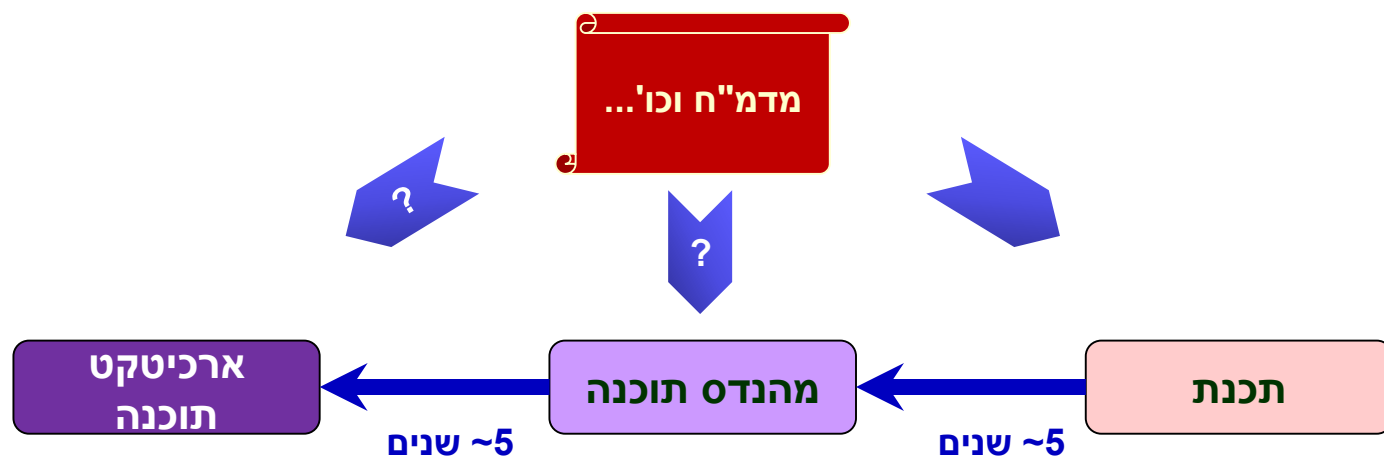 מדמ"ח וכו'...
?
?
תכנת
מהנדס תוכנה
ארכיטקט
תוכנה
~5 שנים
~5 שנים